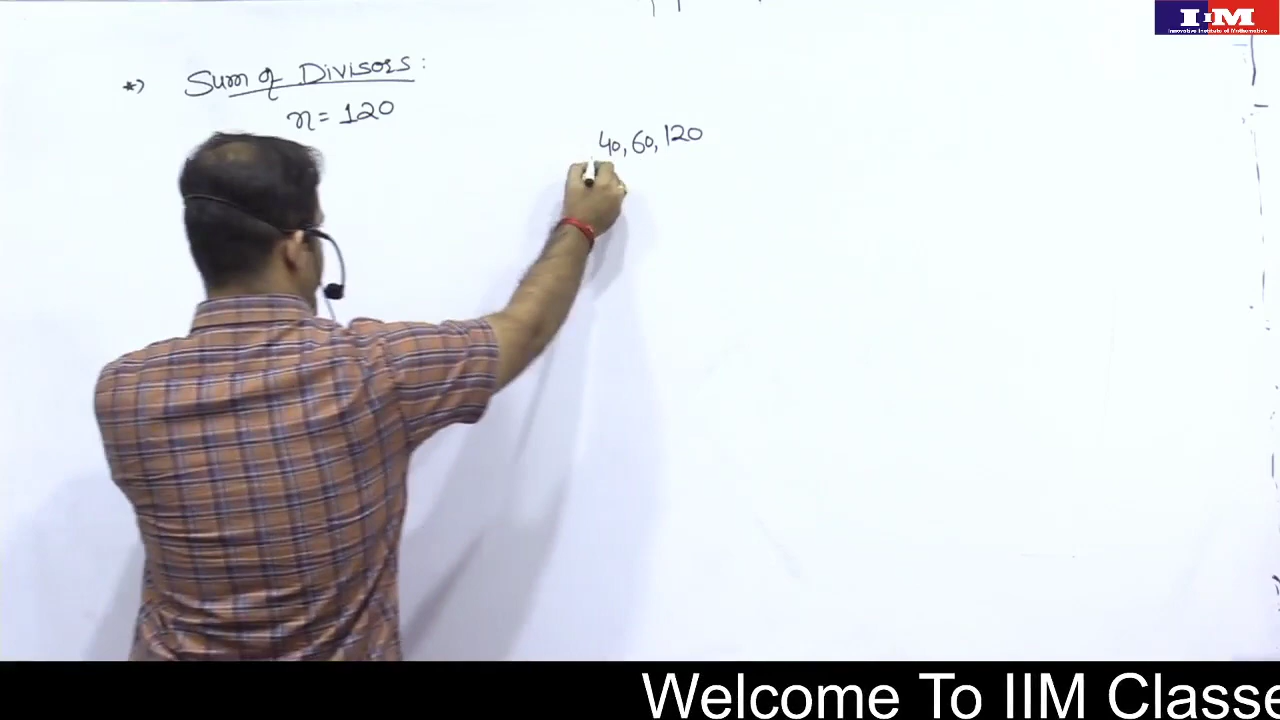 IIM
Innovative Institute of Mathematics
*) Sum of Divisors:
n = 120
40, 60, 120
Welcome To IIM Classe